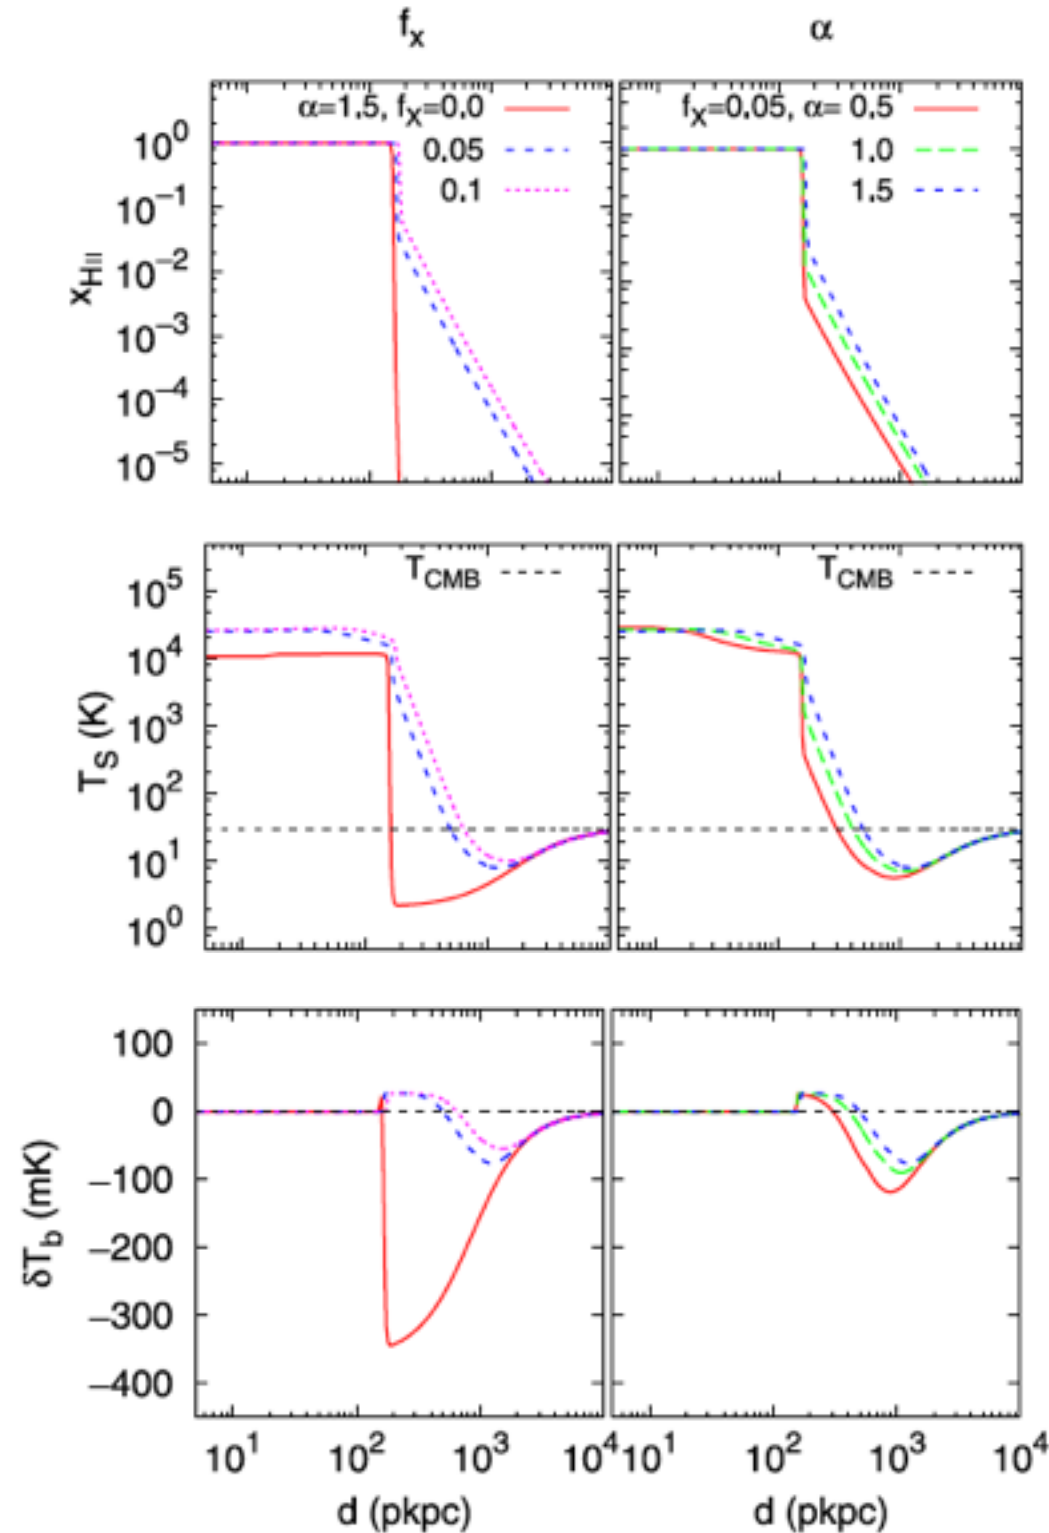 f_X α
α=1.5, f_X=0.0
0.05
0.1
f_X=0.05, α= 0.5
1.0
1.5
x_HII
10^0
10^−1
10^−2
10^−3
10^−4
10^−5
T_CMB
T_CMB
T_S (K)
10^5
10^4
10^3
10^2
10^1
10^0
δT_b (mK)
100
0
−100
−200
−300
−400
10^1 10^2 10^3 10^4 10^1 10^2 10^3 10^4
d (pkpc) d (pkpc)